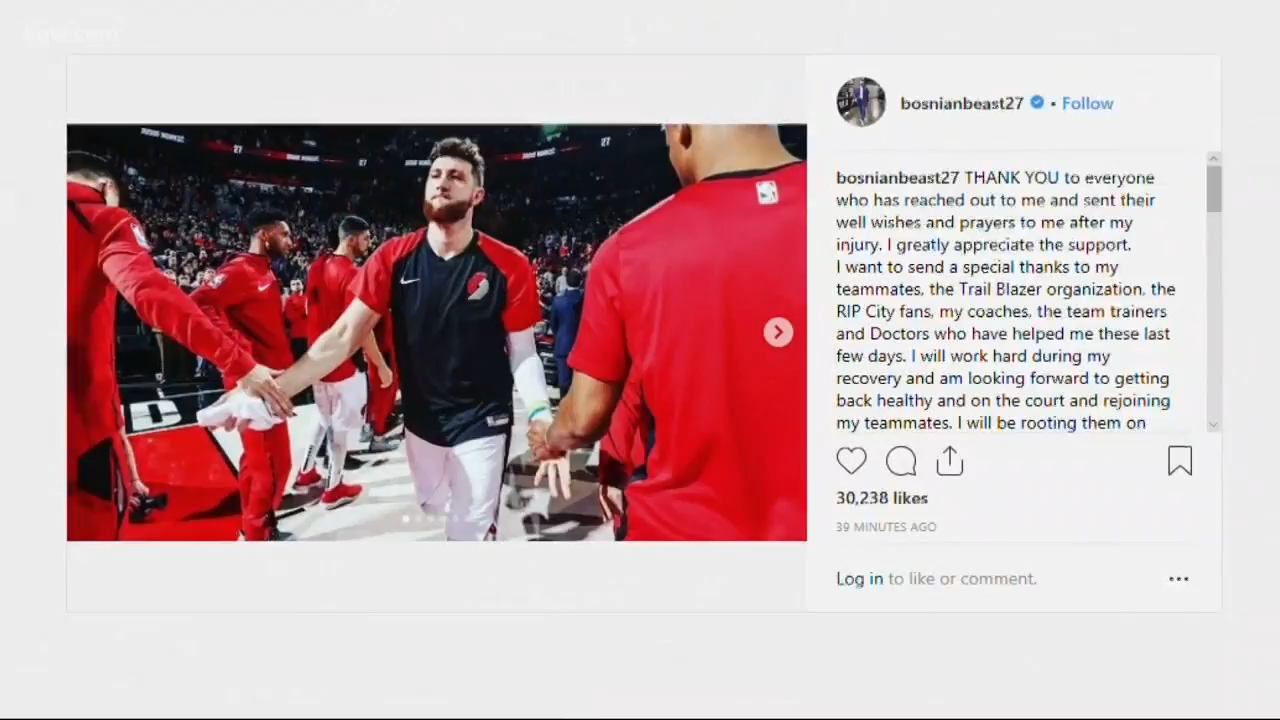 kgw.com
27
27
27
D
bosnianbeast27 • Follow
bosnianbeast27 THANK YOU to everyone
who has reached out to me and sent their
well wishes and prayers to me after my
injury. I greatly appreciate the support.
I want to send a special thanks to my
teammates, the Trail Blazer organization, the
RIP City fans, my coaches, the team trainers
and Doctors who have helped me these last
few days. I will work hard during my
recovery and am looking forward to getting
back healthy and on the court and rejoining
my teammates. I will be rooting them on
30,238 likes
39 MINUTES AGO
Log in to like or comment.